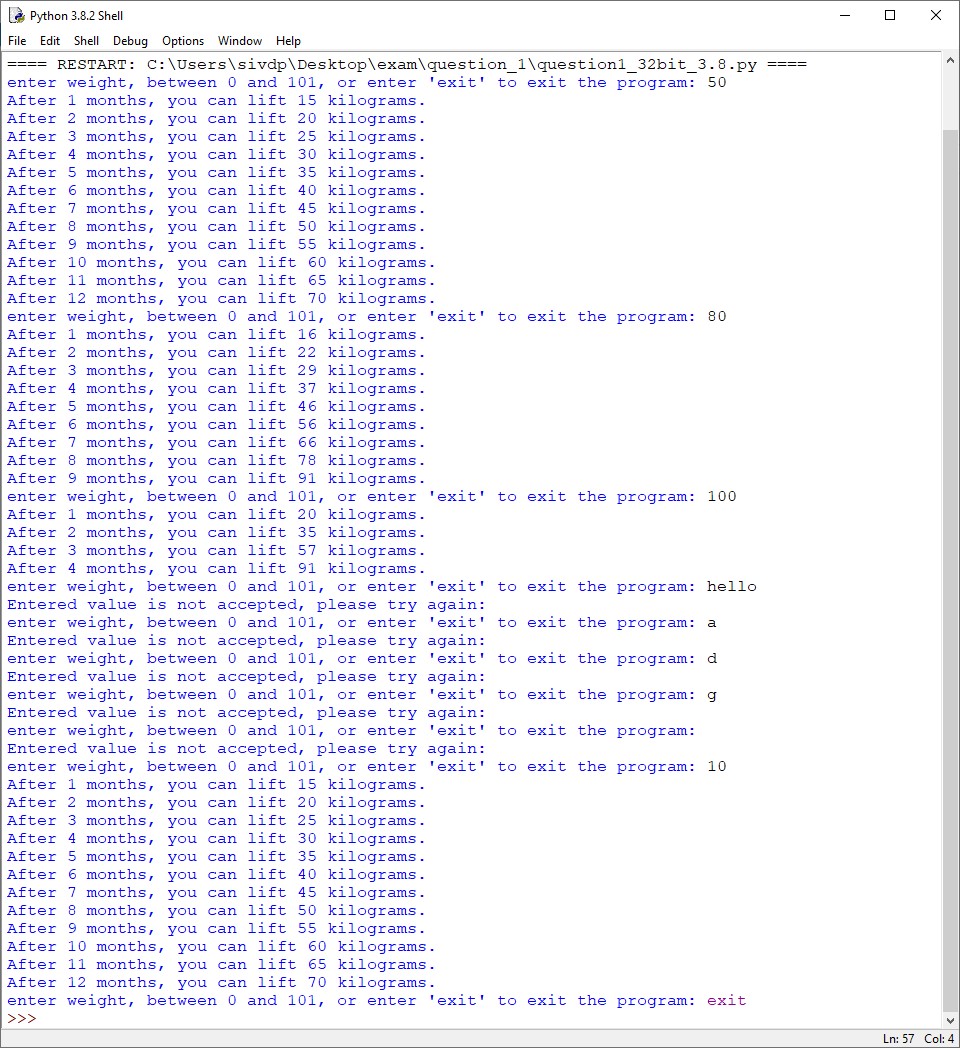 Python 3.8.2 Shell
File Edit Shell Debug Options Window Help
==== RESTART: C:\Users\sivdp\Desktop\exam\question_1\question1_32bit_3.8.py ====
enter weight, between 0 and 101, or enter 'exit' to exit the program: 50
After 1 months, you can lift 15 kilograms.
After 2 months, you can lift 20 kilograms.
After 3 months, you can lift 25 kilograms.
After 4 months, you can lift 30 kilograms.
After 5 months, you can lift 35 kilograms.
After 6 months, you can lift 40 kilograms.
After 7 months, you can lift 45 kilograms.
After 8 months, you can lift 50 kilograms.
After 9 months, you can lift 55 kilograms.
After 10 months, you can lift 60 kilograms.
After 11 months, you can lift 65 kilograms.
After 12 months, you can lift 70 kilograms.
enter weight, between 0 and 101, or enter 'exit' to exit the program: 80
After 1 months, you can lift 16 kilograms.
After 2 months, you can lift 22 kilograms.
After 3 months, you can lift 29 kilograms.
After 4 months, you can lift 37 kilograms.
After 5 months, you can lift 46 kilograms.
After 6 months, you can lift 56 kilograms.
After 7 months, you can lift 66 kilograms.
After 8 months, you can lift 78 kilograms.
After 9 months, you can lift 91 kilograms.
enter weight, between 0 and 101, or enter 'exit' to exit the program: 100
After 1 months, you can lift 20 kilograms.
After 2 months, you can lift 35 kilograms.
After 3 months, you can lift 57 kilograms.
After 4 months, you can lift 91 kilograms.
enter weight, between 0 and 101, or enter 'exit' to exit the program: hello
Entered value is not accepted, please try again:
enter weight, between 0 and 101, or enter 'exit' to exit the program: a
Entered value is not accepted, please try again:
enter weight, between 0 and 101, or enter 'exit' to exit the program: d
Entered value is not accepted, please try again:
enter weight, between 0 and 101, or enter 'exit' to exit the program: g
Entered value is not accepted, please try again:
enter weight, between 0 and 101, or enter 'exit' to exit the program:
Entered value is not accepted, please try again:
enter weight, between 0 and 101, or enter 'exit' to exit the program: 10
After 1 months, you can lift 15 kilograms.
After 2 months, you can lift 20 kilograms.
After 3 months, you can lift 25 kilograms.
After 4 months, you can lift 30 kilograms.
After 5 months, you can lift 35 kilograms.
After 6 months, you can lift 40 kilograms.
After 7 months, you can lift 45 kilograms.
After 8 months, you can lift 50 kilograms.
After 9 months, you can lift 55 kilograms.
After 10 months, you can lift 60 kilograms.
After 11 months, you can lift 65 kilograms.
After 12 months, you can lift 70 kilograms.
enter weight, between 0 and 101, or enter 'exit' to exit the program: exit
>>>
Ln: 57 Col: 4